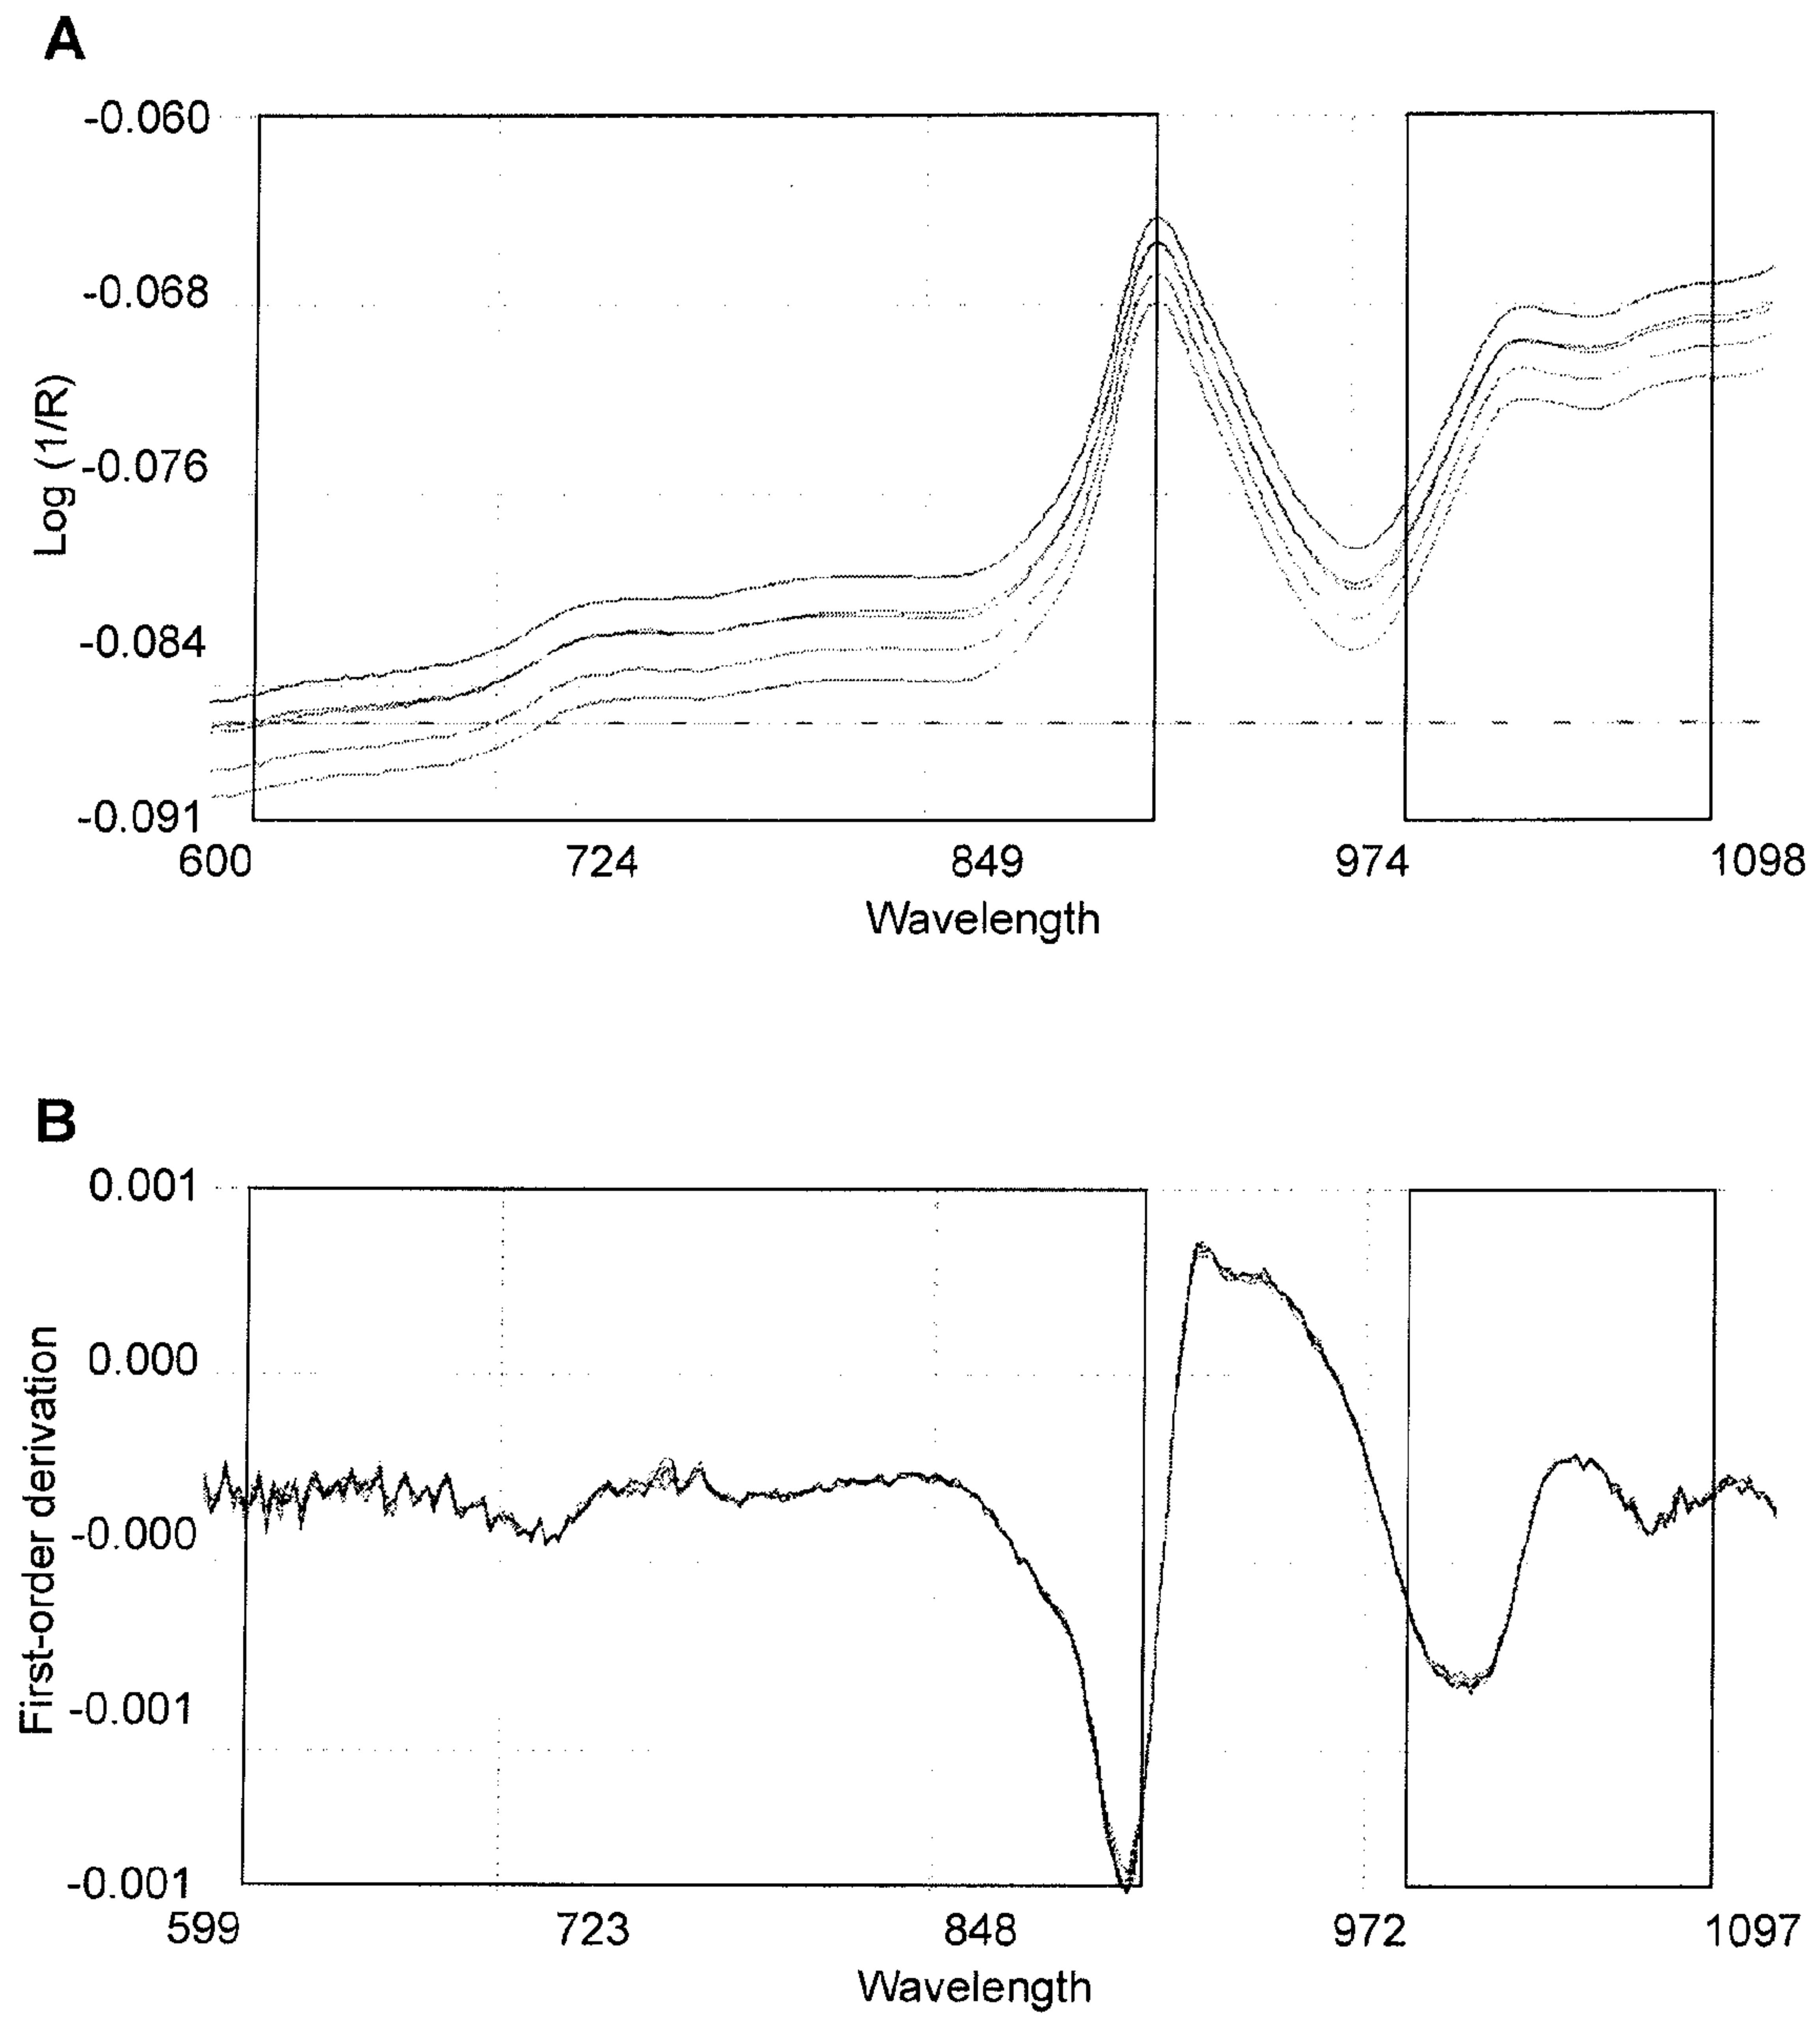 A
-0.060
-0.068
-0.076
-0.084
-0.091
Log (1/R)
600 724 849 974 1098
Wavelength
B
0.001
0.000
-0.000
-0.001
-0.001
First-order derivation
599 723 848 972 1097
Wavelength